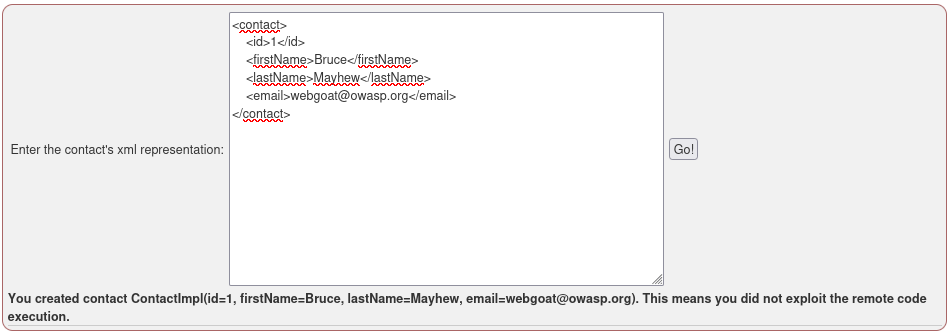 <contact>
    <id>1</id>
    <firstName>Bruce</firstName>
    <lastName>Mayhew</lastName>
    <email>webgoat@owasp.org</email>
</contact>
Enter the contact's xml representation:
Go!
You created contact ContactImpl(id=1, firstName=Bruce, lastName=Mayhew, email=webgoat@owasp.org). This means you did not exploit the remote code
execution.